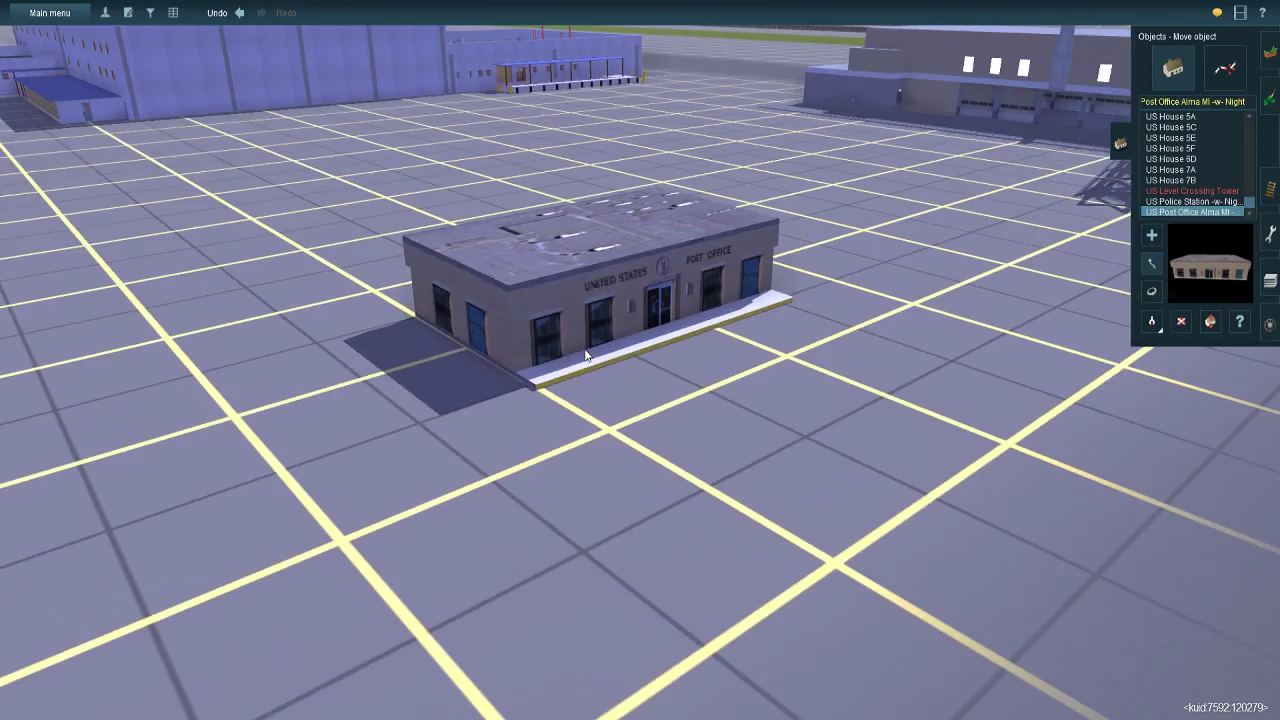 Main menu
Undo
Redo
Objects - Move object
Post Office Alma MI -w- Night
US House 5A
US House 5C
US House 5E
US House 5F
US House 6D
US House 7A
US House 7B
US Level Crossing Tower
US Police Station -w- Nig...
US Post Office Alma MI -...
UNITED STATES POST OFFICE
?
?
<kuid:7592:120279>